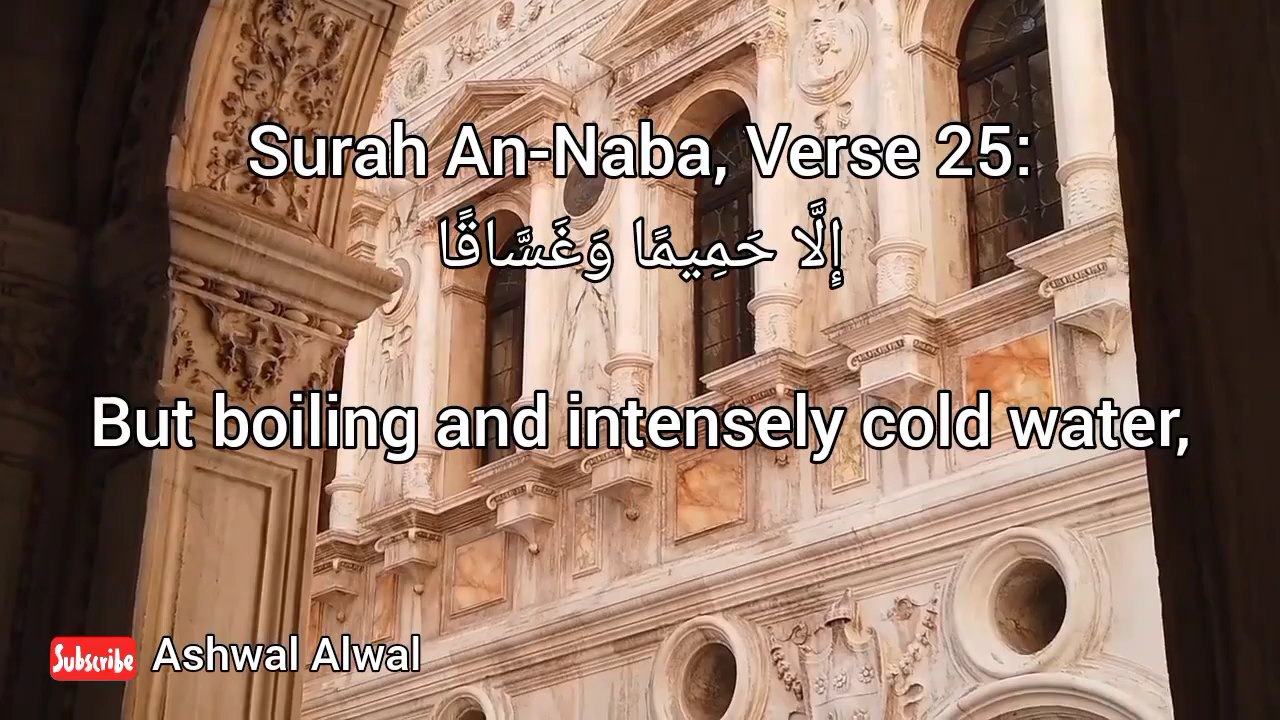 Surah An-Naba, Verse 25:
إِلَّا حَمِيمًا وَغَسَّاقًا
But boiling and intensely cold water,
Subscribe Ashwal Alwal